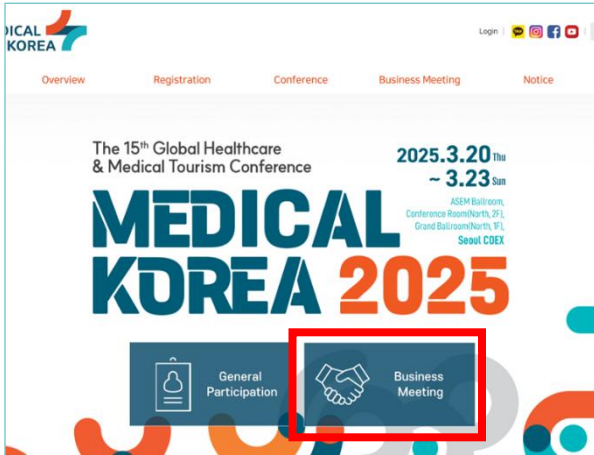 ICAL
KOREA
Login
Overview Registration Conference Business Meeting Notice
The 15th Global Healthcare
& Medical Tourism Conference
2025.3.20 Thu
~ 3.23 Sun
ASEM Ballroom,
Conference Room(North, 2F),
Grand Ballroom(North, 1F),
Seoul COEX
MEDICAL
KOREA 2025
General
Participation
Business
Meeting